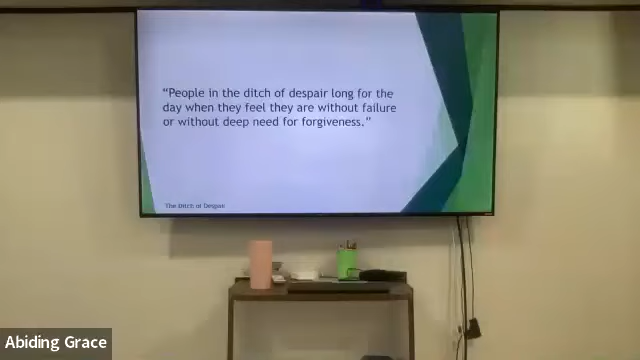 “People in the ditch of despair long for the
day when they feel they are without failure
or without deep need for forgiveness.”
The Ditch of Despair
Abiding Grace